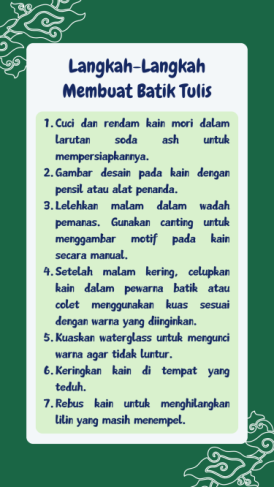 Langkah-Langkah
Membuat Batik Tulis
1. Cuci dan rendam kain mori dalam
larutan soda ash untuk
mempersiapkannya.
2. Gambar desain pada kain dengan
pensil atau alat penanda.
3. Lelehkan malam dalam wadah
pemanas. Gunakan canting untuk
menggambar motif pada kain
secara manual.
4. Setelah malam kering, celupkan
kain dalam pewarna batik atau
colet menggunakan kuas sesuai
dengan warna yang diinginkan.
5. Kuaskan waterglass untuk mengunci
warna agar tidak luntur.
6. Keringkan kain di tempat yang
teduh.
7. Rebus kain untuk menghilangkan
lilin yang masih menempel.